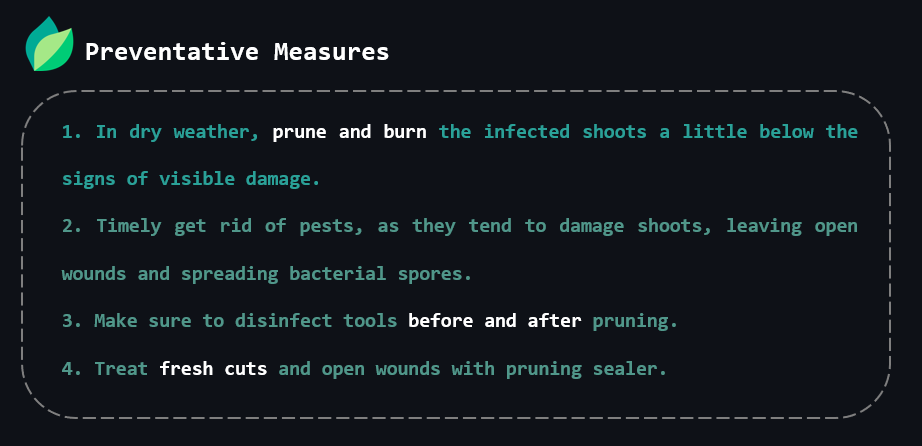 Preventative Measures
1. In dry weather, prune and burn the infected shoots a little below the
signs of visible damage.
2. Timely get rid of pests, as they tend to damage shoots, leaving open
wounds and spreading bacterial spores.
3. Make sure to disinfect tools before and after pruning.
4. Treat fresh cuts and open wounds with pruning sealer.